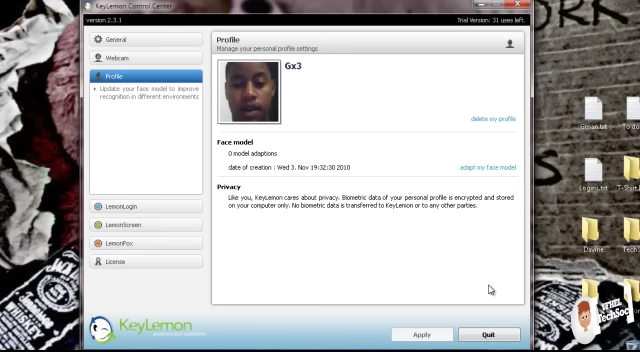 KeyLemon Control Center
version 2.3.1
Trial Version: 31 uses left.
General
Webcam
Profile
Update your face model to improve
recognition in different environments
LemonLogin
LemonScreen
LemonFox
License
Profile
Manage your personal profile settings
Gx3
delete my profile
Face model
0 model adaptions
date of creation : Wed 3. Nov 19:32:30 2010
adapt my face model
Privacy
Like you, KeyLemon cares about privacy. Biometric data of your personal profile is encrypted and stored
on your computer only. No biometric data is transferred to KeyLemon or to any other parties.
KeyLemon
Apply
Quit
Gman.txt
To do
Logins.txt
T-Shirt
Davine
TechS